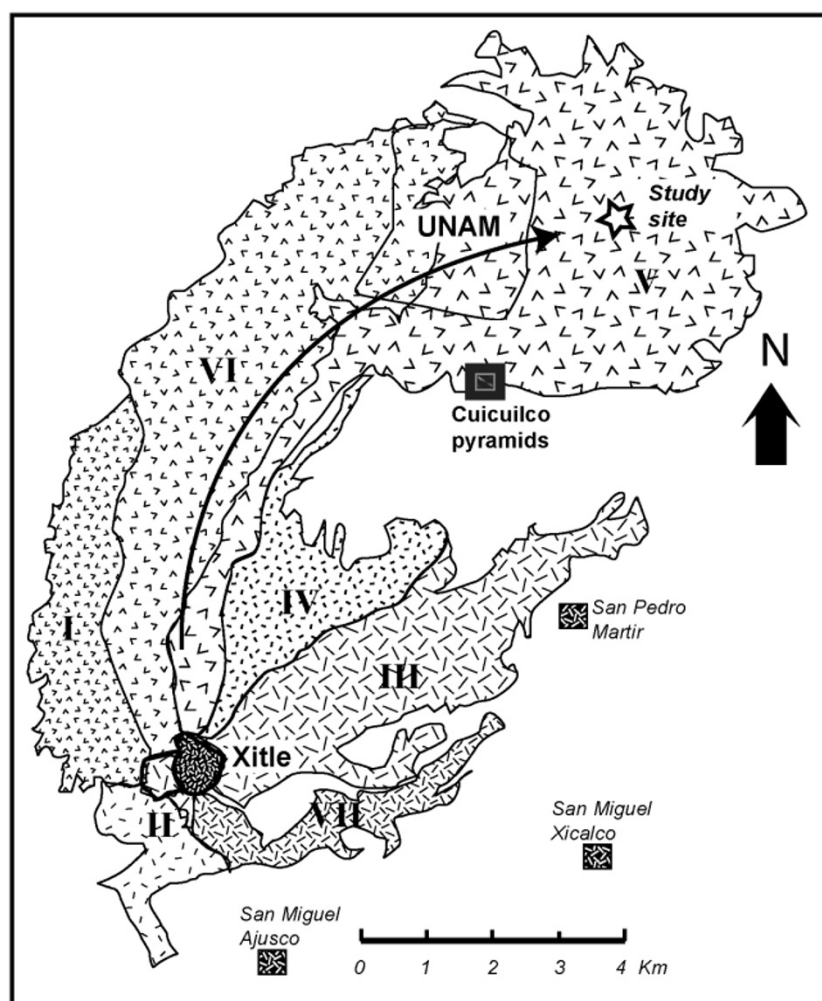 Study
site
UNAM
V
N
VI
Cuicuilco
pyramids
IV
San Pedro
Martir
I
III
Xitle
San Miguel
Xicalco
II
VII
San Miguel
Ajusco
0 1 2 3 4 Km